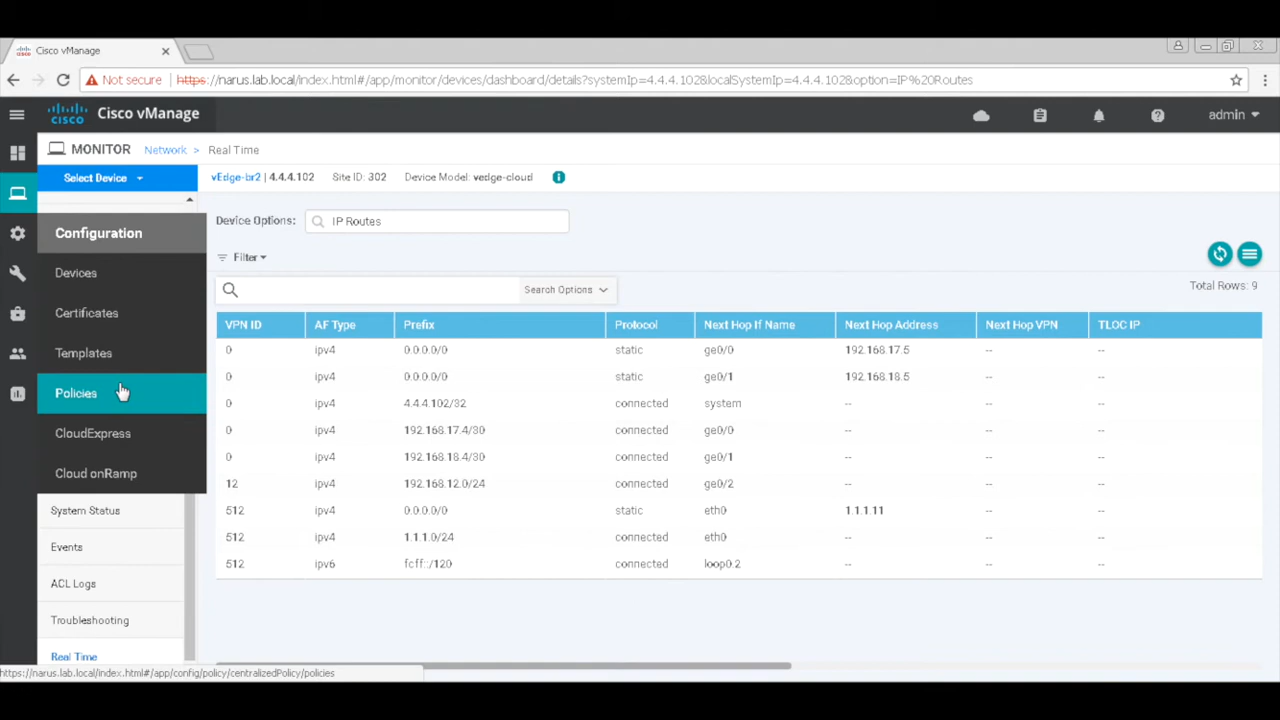 Cisco vManage
Not secure https://narus.lab.local/index.html#/app/monitor/devices/dashboard/details?systemIp=4.4.4.102&localSystemIp=4.4.4.102&option=IP%20Routes
CISCO Cisco vManage
admin
MONITOR Network > Real Time
Select Device
vEdge-br2 | 4.4.4.102 Site ID: 302 Device Model: vedge-cloud
Configuration
Devices
Certificates
Templates
Policies
CloudExpress
Cloud onRamp
System Status
Events
ACL Logs
Troubleshooting
Real Time
Device Options: IP Routes
Filter
Search Options
Total Rows: 9
VPN ID AF Type Prefix Protocol Next Hop If Name Next Hop Address Next Hop VPN TLOC IP
0 ipv4 0.0.0.0/0 static ge0/0 192.168.17.5 -- --
0 ipv4 0.0.0.0/0 static ge0/1 192.168.18.5 -- --
0 ipv4 4.4.4.102/32 connected system -- -- --
0 ipv4 192.168.17.4/30 connected ge0/0 -- -- --
0 ipv4 192.168.18.4/30 connected ge0/1 -- -- --
12 ipv4 192.168.12.0/24 connected ge0/2 -- -- --
512 ipv4 0.0.0.0/0 static eth0 1.1.1.11 -- --
512 ipv4 1.1.1.0/24 connected eth0 -- -- --
512 ipv6 fcff::/120 connected loop0.2 -- -- --
https://narus.lab.local/index.html#/app/config/policy/centralizedPolicy/policies